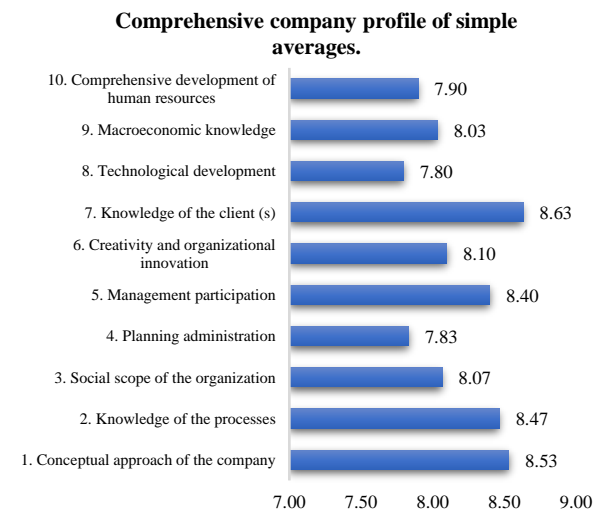 Comprehensive company profile of simple
averages.
10. Comprehensive development of
human resources
7.90
9. Macroeconomic knowledge
8.03
8. Technological development
7.80
7. Knowledge of the client (s)
8.63
6. Creativity and organizational
innovation
8.10
5. Management participation
8.40
4. Planning administration
7.83
3. Social scope of the organization
8.07
2. Knowledge of the processes
8.47
1. Conceptual approach of the company
8.53
7.00 7.50 8.00 8.50 9.00